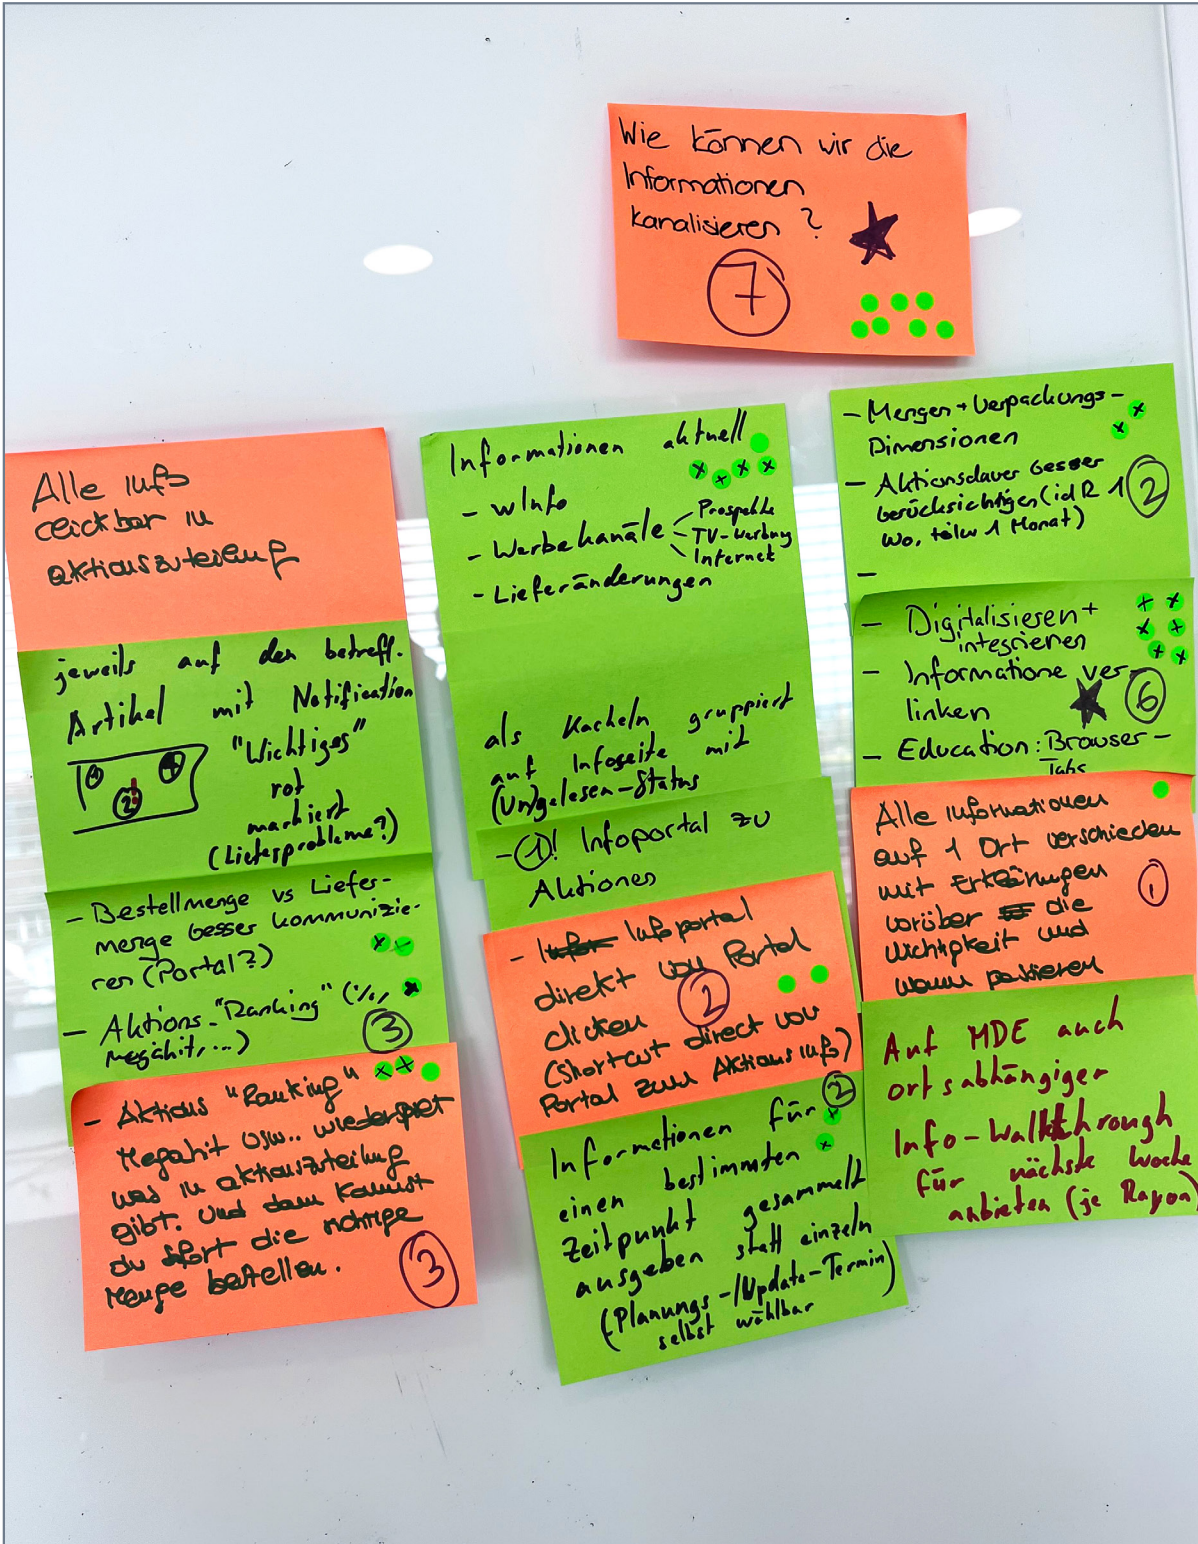 Wie können wir die
Informationen
kanalisieren ?
7
Alle Infos
clickbar in
aktionszuteilung
jeweils auf den betreff.
Artikel mit Notification
"Wichtiges"
rot
markiert
(Lieferprobleme?)
2
- Bestellmenge vs Liefer-
menge besser kommunizie-
ren (Portal?)
- Aktions-"Ranking" (%,
megahit, ...)
3
- Aktions "Ranking"
Megahit usw.. wiederspiet
was in aktionszuteilung
gibt. Und dann kannst
du sofort die richtige
Menge bestellen.
3
Informationen aktuell
- wInfo
- Werbekanäle
Prospekte
TV-Werbung
Internet
- Lieferänderungen
als Kacheln gruppiert
auf Infoseite mit
(Un)gelesen-Status
- 1! Infoportal zu
Aktionen
- Infoportal
direkt von Portal
clicken
2
(Shortcut direct von
Portal zum Aktionsinfo)
2
Informationen für
einen bestimmten
Zeitpunkt gesammelt
ausgeben statt einzeln
(Planungs-/Update-Termin)
selbst wählbar
- Mengen + Verpackungs-
Dimensionen
- Aktionsdauer besser
berücksichtigen (idR 1
Wo, teilw 1 Monat)
2
-
- Digitalisieren +
integrieren
- Informatione ver-
linken
6
- Education: Browser-
Tabs
Alle Informationen
auf 1 Ort verschieden
mit Erklärungen
vorüber die
wichtigkeit und
wann passieren
1
Auf MDE auch
ortsabhängiger
Info-Walkthrough
für nächste Woche
anbieten (je Rayon)